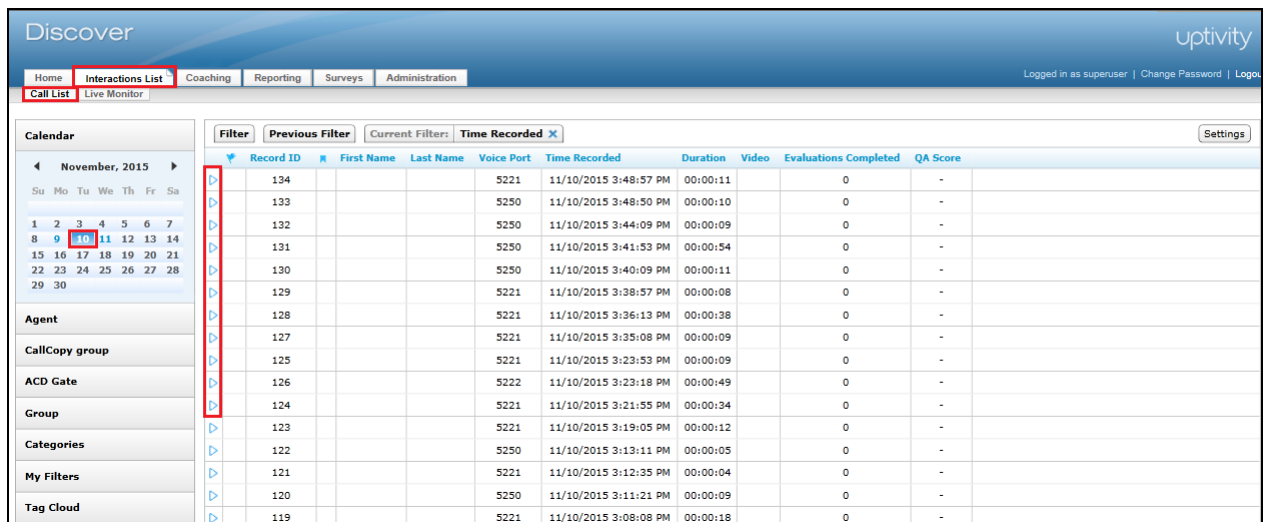 Discover
uptivity
Home Interactions List Coaching Reporting Surveys Administration
Logged in as superuser | Change Password | Logou
Call List Live Monitor
Calendar
Filter Previous Filter Current Filter: Time Recorded X Settings
November, 2015
Su Mo Tu We Th Fr Sa
1 2 3 4 5 6 7
8 9 10 11 12 13 14
15 16 17 18 19 20 21
22 23 24 25 26 27 28
29 30
Agent
CallCopy group
ACD Gate
Group
Categories
My Filters
Tag Cloud
Record ID First Name Last Name Voice Port Time Recorded Duration Video Evaluations Completed QA Score
134 5221 11/10/2015 3:48:57 PM 00:00:11 0 -
133 5250 11/10/2015 3:48:50 PM 00:00:10 0 -
132 5250 11/10/2015 3:44:09 PM 00:00:09 0 -
131 5250 11/10/2015 3:41:53 PM 00:00:54 0 -
130 5250 11/10/2015 3:40:09 PM 00:00:11 0 -
129 5221 11/10/2015 3:38:57 PM 00:00:08 0 -
128 5221 11/10/2015 3:36:13 PM 00:00:38 0 -
127 5221 11/10/2015 3:35:08 PM 00:00:09 0 -
125 5221 11/10/2015 3:23:53 PM 00:00:09 0 -
126 5222 11/10/2015 3:23:18 PM 00:00:49 0 -
124 5221 11/10/2015 3:21:55 PM 00:00:34 0 -
123 5221 11/10/2015 3:19:05 PM 00:00:12 0 -
122 5250 11/10/2015 3:13:11 PM 00:00:05 0 -
121 5221 11/10/2015 3:12:35 PM 00:00:04 0 -
120 5250 11/10/2015 3:11:21 PM 00:00:09 0 -
119 5221 11/10/2015 3:08:08 PM 00:00:18 0 -